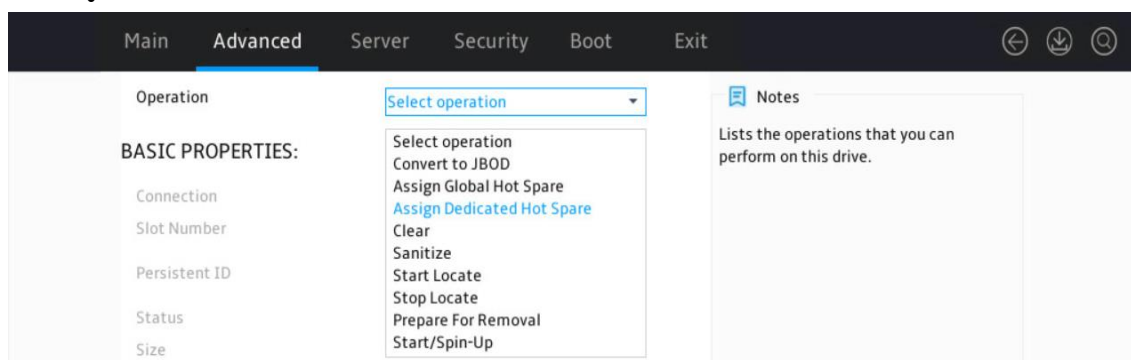 Main Advanced Server Security Boot Exit
Operation
Select operation
Select operation
Convert to JBOD
Assign Global Hot Spare
Assign Dedicated Hot Spare
Clear
Sanitize
Start Locate
Stop Locate
Prepare For Removal
Start/Spin-Up
BASIC PROPERTIES:
Connection
Slot Number
Persistent ID
Status
Size
Notes
Lists the operations that you can
perform on this drive.